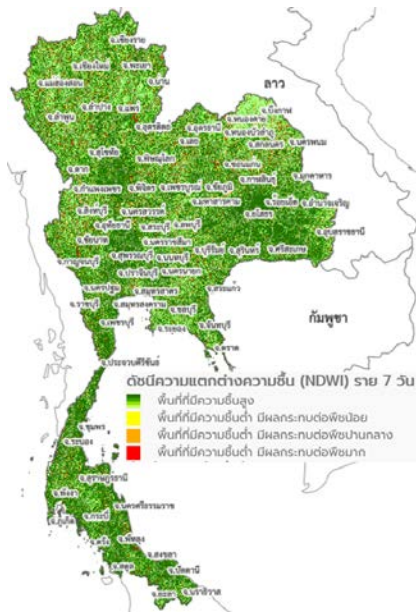 จ.เชียงราย
จ.เชียงใหม่
จ.พะเยา
จ.แม่ฮ่องสอน
จ.น่าน
ลาว
จ.ลำปาง
จ.แพร่
จ.ลำพูน
จ.บึงกาฬ
จ.หนองคาย
จ.อุตรดิตถ์
จ.อุดรธานี
จ.หนองบัวลำภู
จ.เลย
จ.สกลนคร
จ.นครพนม
จ.สุโขทัย
จ.พิษณุโลก
จ.ขอนแก่น
จ.ตาก
จ.กาฬสินธุ์
จ.มุกดาหาร
จ.กำแพงเพชร
จ.พิจิตร
จ.เพชรบูรณ์
จ.ชัยภูมิ
จ.มหาสารคาม
จ.ร้อยเอ็ด
จ.อำนาจเจริญ
จ.สิงห์บุรี
จ.นครสวรรค์
จ.ยโสธร
จ.อุทัยธานี
จ.สระบุรี
จ.ลพบุรี
จ.อุบลราชธานี
จ.ชัยนาท
จ.นครราชสีมา
จ.บุรีรัมย์
จ.สุรินทร์
จ.ศรีสะเกษ
จ.กาญจนบุรี
จ.สุพรรณบุรี
จ.นนทบุรี
จ.ปราจีนบุรี
จ.นครนายก
จ.นครปฐม
จ.สมุทรสาคร
จ.สระแก้ว
จ.ราชบุรี
จ.สมุทรสงคราม
จ.ชลบุรี
กัมพูชา
จ.เพชรบุรี
จ.ระยอง
จ.จันทบุรี
จ.ตราด
จ.ประจวบคีรีขันธ์
ดัชนีความแตกต่างความชื้น (NDWI) ราย 7 วัน
พื้นที่ที่มีความชื้นสูง
พื้นที่ที่มีความชื้นต่ำ มีผลกระทบต่อพืชน้อย
พื้นที่ที่มีความชื้นต่ำ มีผลกระทบต่อพืชปานกลาง
พื้นที่ที่มีความชื้นต่ำ มีผลกระทบต่อพืชมาก
จ.ชุมพร
จ.ระนอง
จ.สุราษฎร์ธานี
จ.พังงา
จ.นครศรีธรรมราช
จ.ภูเก็ต
จ.กระบี่
จ.ตรัง
จ.พัทลุง
จ.สงขลา
จ.สตูล
จ.ปัตตานี
จ.ยะลา
จ.นราธิวาส